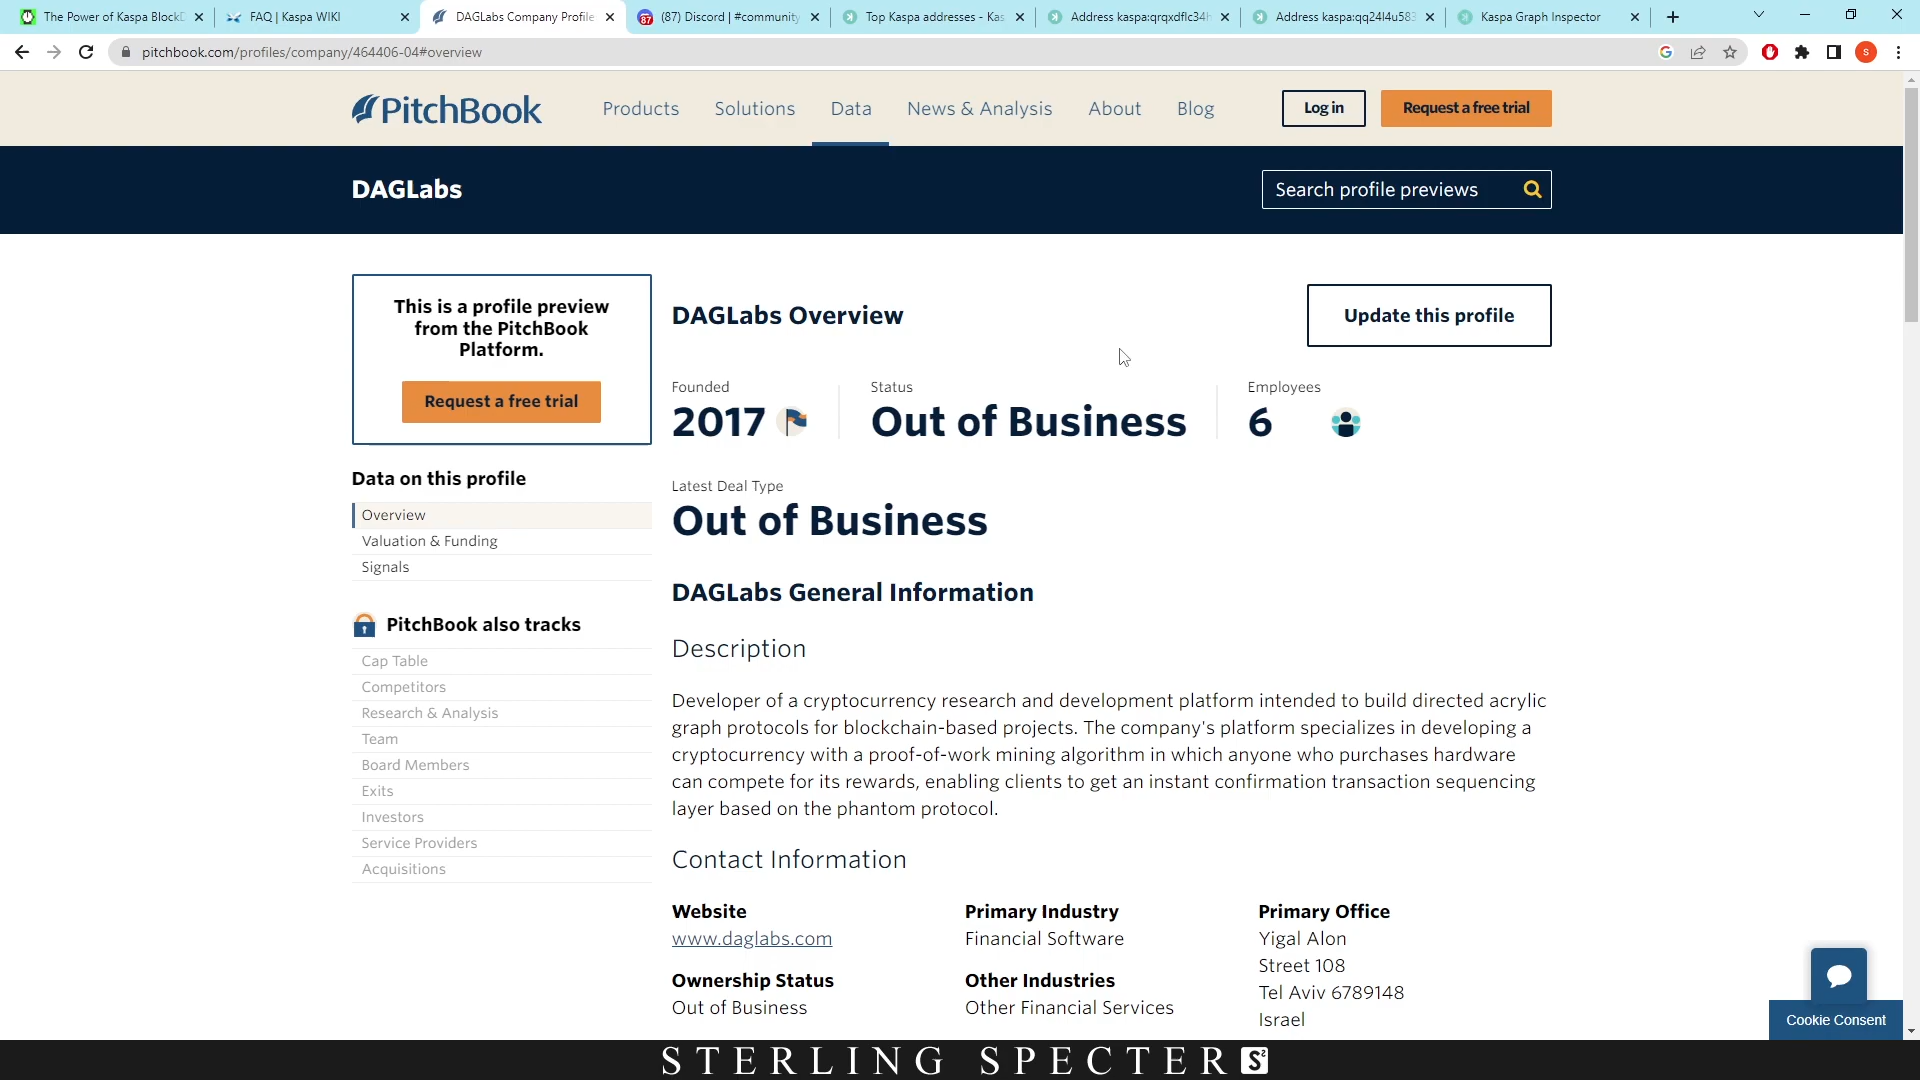 The Power of Kaspa BlockD
FAQ | Kaspa WIKI
DAGLabs Company Profile
(87) Discord | #community
Top Kaspa addresses - Kas
Address kaspa:qrqxdflc34h
Address kaspa:qq24l4u583
Kaspa Graph Inspector
pitchbook.com/profiles/company/464406-04#overview
PitchBook
Products
Solutions
Data
News & Analysis
About
Blog
Log in
Request a free trial
DAGLabs
Search profile previews
This is a profile preview
from the PitchBook
Platform.
Request a free trial
Data on this profile
Overview
Valuation & Funding
Signals
PitchBook also tracks
Cap Table
Competitors
Research & Analysis
Team
Board Members
Exits
Investors
Service Providers
Acquisitions
DAGLabs Overview
Update this profile
Founded
2017
Status
Out of Business
Employees
6
Latest Deal Type
Out of Business
DAGLabs General Information
Description
Developer of a cryptocurrency research and development platform intended to build directed acrylic
graph protocols for blockchain-based projects. The company's platform specializes in developing a
cryptocurrency with a proof-of-work mining algorithm in which anyone who purchases hardware
can compete for its rewards, enabling clients to get an instant confirmation transaction sequencing
layer based on the phantom protocol.
Contact Information
Website
www.daglabs.com
Ownership Status
Out of Business
Primary Industry
Financial Software
Other Industries
Other Financial Services
Primary Office
Yigal Alon
Street 108
Tel Aviv 6789148
Israel
Cookie Consent
STERLING SPECTER S²